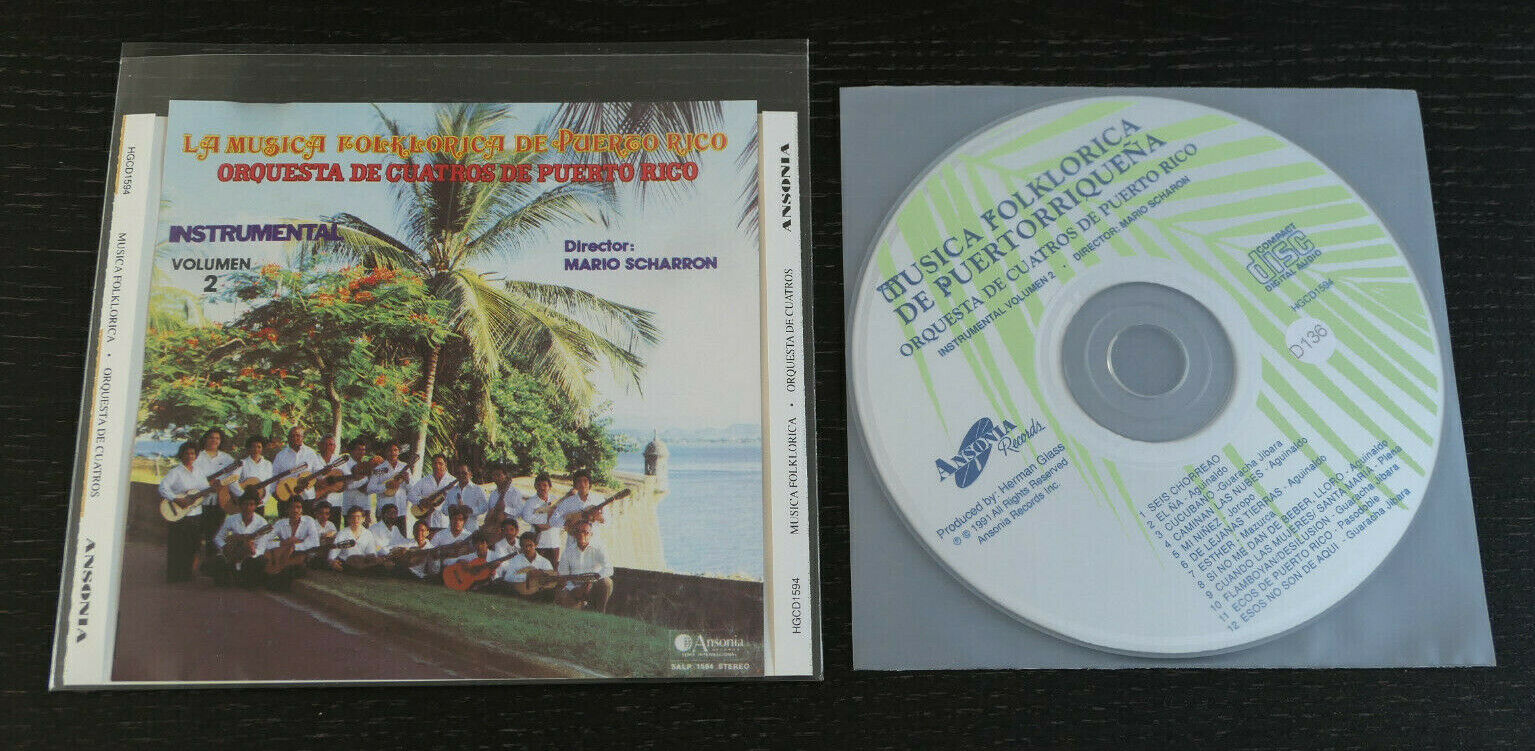 LA MUSICA FOLKLORICA DE PUERTO RICO
ORQUESTA DE CUATROS DE PUERTO RICO
INSTRUMENTAL
VOLUMEN
2
Director:
MARIO SCHARRON
Ansonia
RECORDS
SERIE INTERNACIONAL
SALP 1594 STEREO
HGCD1594
MUSICA FOLKLORICA • ORQUESTA DE CUATROS
ANSONIA
ANSONIA
MUSICA FOLKLORICA • ORQUESTA DE CUATROS
HGCD1594
MUSICA FOLKLORICA
DE PUERTORRIQUEÑA
ORQUESTA DE CUATROS DE PUERTO RICO
INSTRUMENTAL VOLUMEN 2 · DIRECTOR: MARIO SCHARON
COMPACT
disc
DIGITAL AUDIO
HGCD1594
D136
ANSONIA
Records
Produced by: Herman Glass
℗ © 1991 All Rights Reserved
Ansonia Records Inc.
1 SEIS CHORREAO
2 EL ÑAÑE - Aguinaldo
3 CUCUBANO - Guaracha Jibara
4 CAMINAN LAS NUBES - Aguinaldo
5 MI NIÑEZ - Joropo
6 DE LEJANAS TIERRAS - Aguinaldo
7 ESTHER - Mazurca
8 SI NO ME DAN DE BEBER, LLORO - Aguinaldo
9 CUANDO LAS MUJERES/ SANTA MARIA - Plena
10 FLAMBOYAN/DESILUSION - Guaracha Jibara
11 ECOS DE PUERTO RICO - Pasodoble
12 ESOS NO SON DE AQUI - Guaracha Jibara